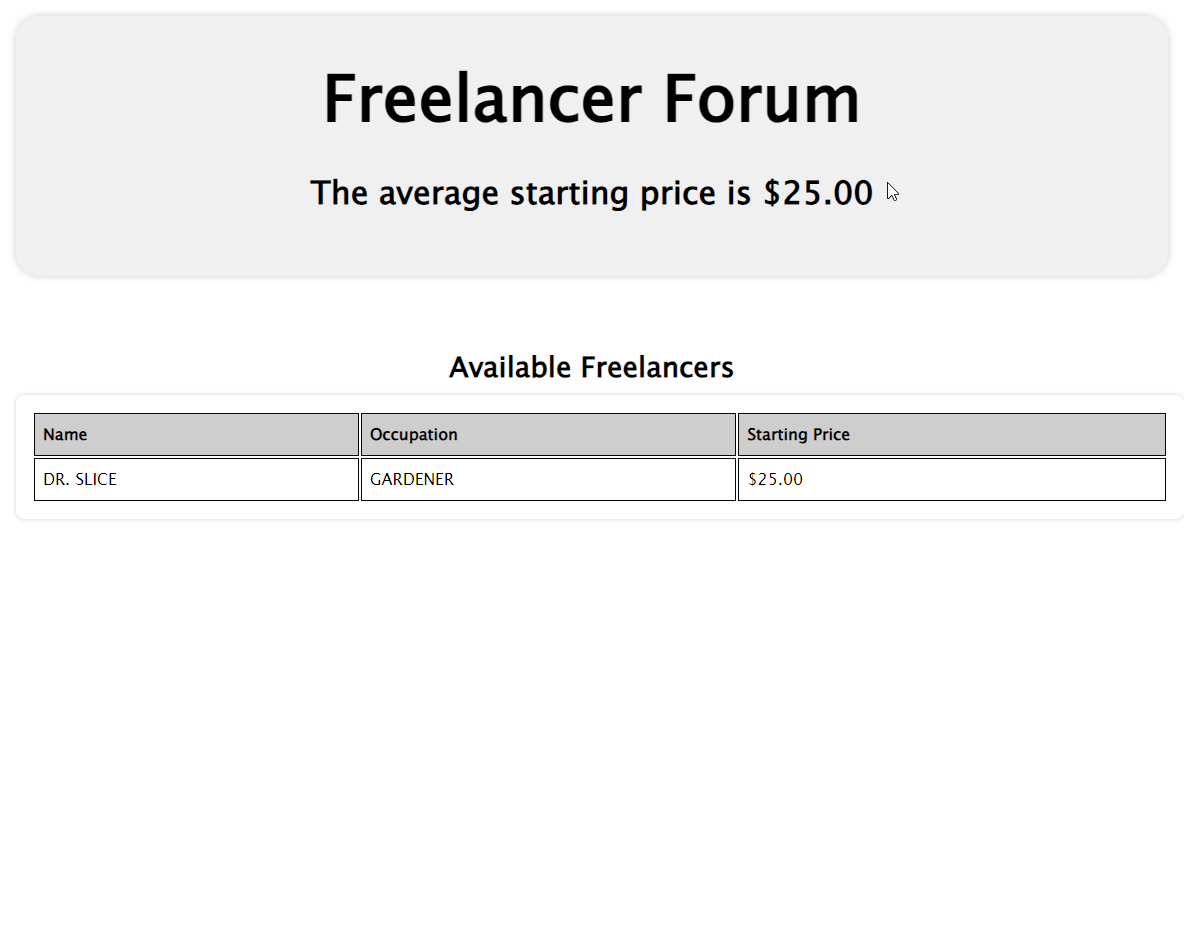 Freelancer Forum
The average starting price is $25.00
Available Freelancers
Name Occupation Starting Price
DR. SLICE GARDENER $25.00